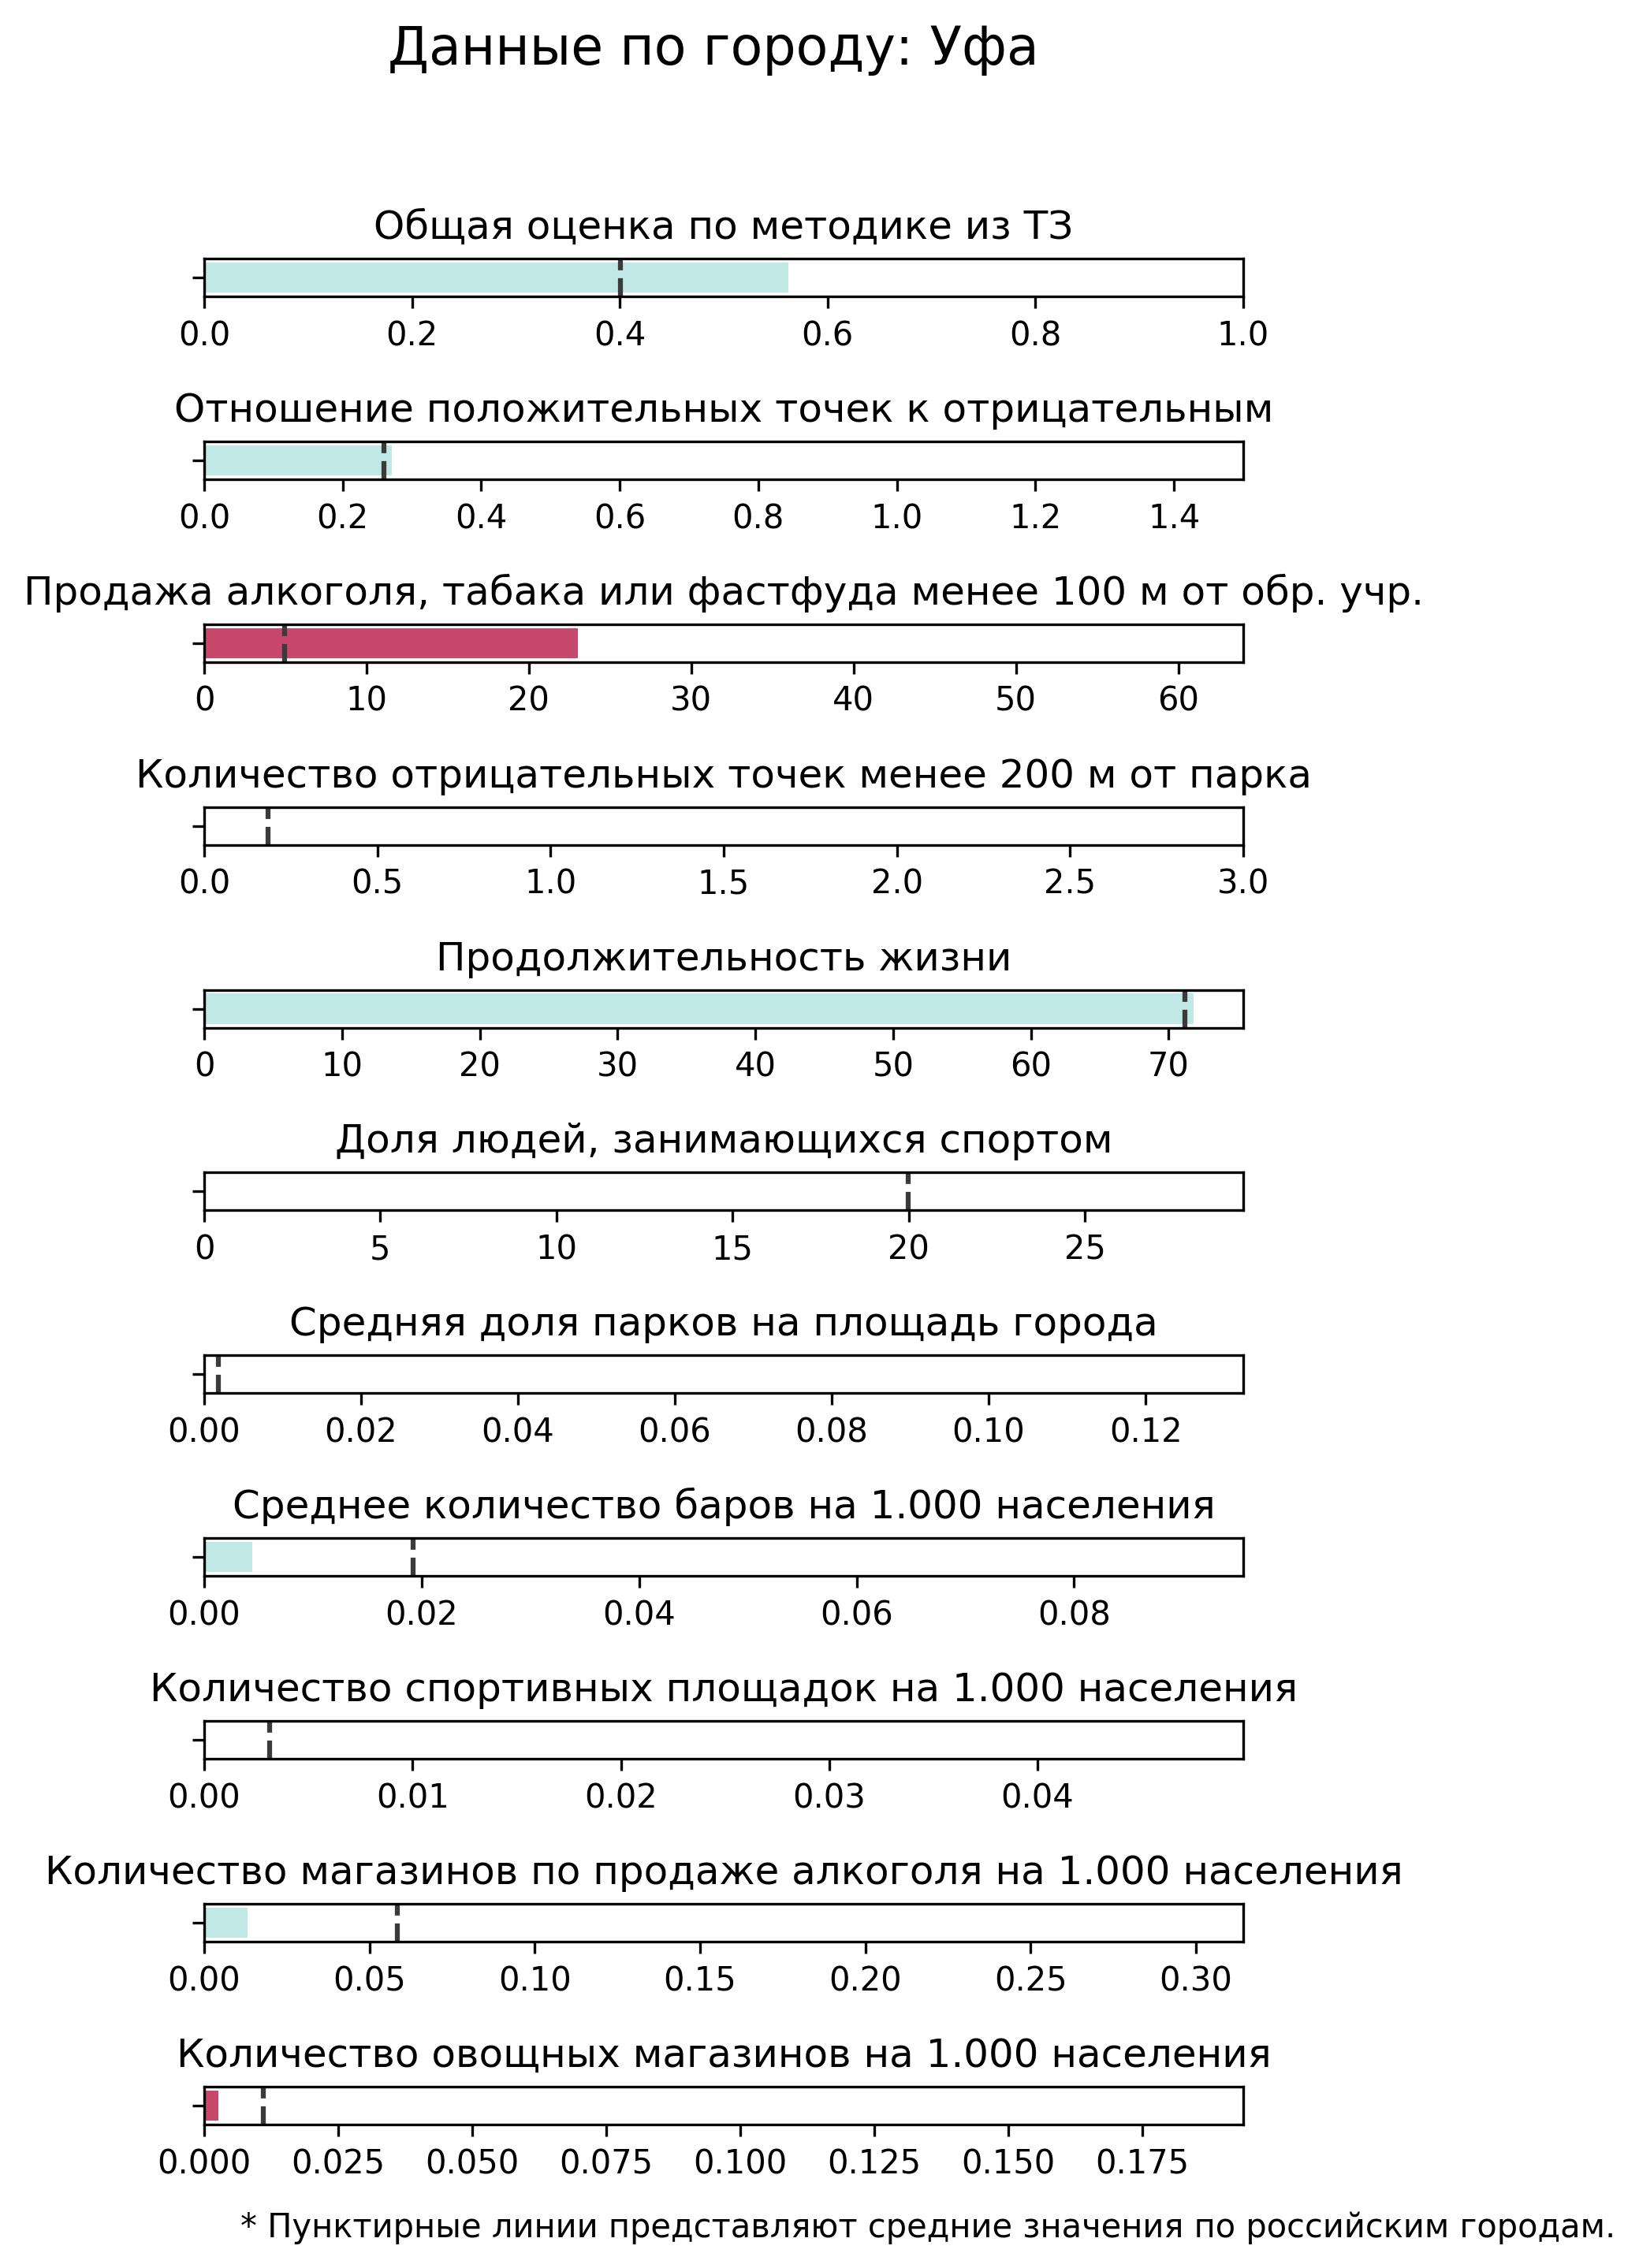 Данные по городу: Уфа
Общая оценка по методике из ТЗ
0.0 0.2 0.4 0.6 0.8 1.0
Отношение положительных точек к отрицательным
0.0 0.2 0.4 0.6 0.8 1.0 1.2 1.4
Продажа алкоголя, табака или фастфуда менее 100 м от обр. учр.
0 10 20 30 40 50 60
Количество отрицательных точек менее 200 м от парка
0.0 0.5 1.0 1.5 2.0 2.5 3.0
Продолжительность жизни
0 10 20 30 40 50 60 70
Доля людей, занимающихся спортом
0 5 10 15 20 25
Средняя доля парков на площадь города
0.00 0.02 0.04 0.06 0.08 0.10 0.12
Среднее количество баров на 1.000 населения
0.00 0.02 0.04 0.06 0.08
Количество спортивных площадок на 1.000 населения
0.00 0.01 0.02 0.03 0.04
Количество магазинов по продаже алкоголя на 1.000 населения
0.00 0.05 0.10 0.15 0.20 0.25 0.30
Количество овощных магазинов на 1.000 населения
0.000 0.025 0.050 0.075 0.100 0.125 0.150 0.175
* Пунктирные линии представляют средние значения по российским городам.